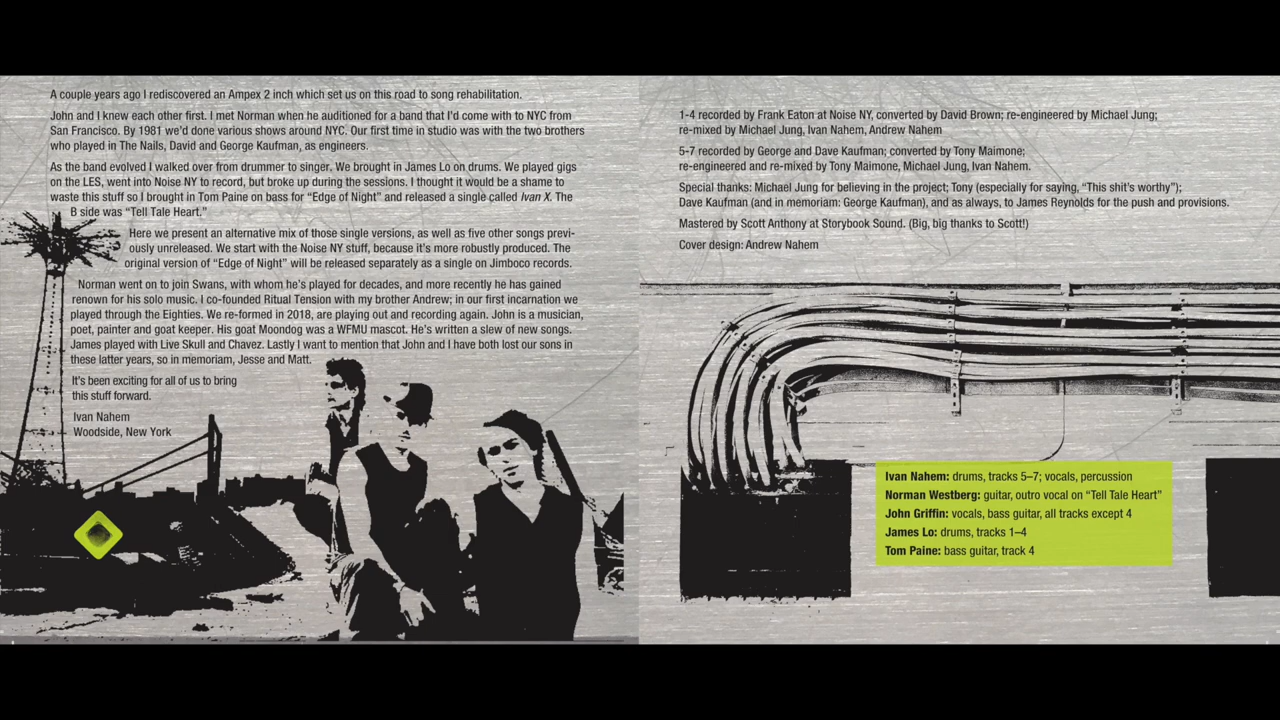 A couple years ago I rediscovered an Ampex 2 inch which set us on this road to song rehabilitation.
John and I knew each other first. I met Norman when he auditioned for a band that I'd come with to NYC from
San Francisco. By 1981 we'd done various shows around NYC. Our first time in studio was with the two brothers
who played in The Nails, David and George Kaufman, as engineers.
As the band evolved I walked over from drummer to singer. We brought in James Lo on drums. We played gigs
on the LES, went into Noise NY to record, but broke up during the sessions. I thought it would be a shame to
waste this stuff so I brought in Tom Paine on bass for “Edge of Night” and released a single called Ivan X. The
B side was “Tell Tale Heart.”
Here we present an alternative mix of those single versions, as well as five other songs previ-
ously unreleased. We start with the Noise NY stuff, because it's more robustly produced. The
original version of “Edge of Night” will be released separately as a single on Jimboco records.
Norman went on to join Swans, with whom he's played for decades, and more recently he has gained
renown for his solo music. I co-founded Ritual Tension with my brother Andrew; in our first incarnation we
played through the Eighties. We re-formed in 2018, are playing out and recording again. John is a musician,
poet, painter and goat keeper. His goat Moondog was a WFMU mascot. He's written a slew of new songs.
James played with Live Skull and Chavez. Lastly I want to mention that John and I have both lost our sons in
these latter years, so in memoriam, Jesse and Matt.
It's been exciting for all of us to bring
this stuff forward.
Ivan Nahem
Woodside, New York
1-4 recorded by Frank Eaton at Noise NY, converted by David Brown; re-engineered by Michael Jung;
re-mixed by Michael Jung, Ivan Nahem, Andrew Nahem
5-7 recorded by George and Dave Kaufman; converted by Tony Maimone;
re-engineered and re-mixed by Tony Maimone, Michael Jung, Ivan Nahem.
Special thanks: Michael Jung for believing in the project; Tony (especially for saying, “This shit's worthy”);
Dave Kaufman (and in memoriam: George Kaufman), and as always, to James Reynolds for the push and provisions.
Mastered by Scott Anthony at Storybook Sound. (Big, big thanks to Scott!)
Cover design: Andrew Nahem
Ivan Nahem: drums, tracks 5–7; vocals, percussion
Norman Westberg: guitar, outro vocal on “Tell Tale Heart”
John Griffin: vocals, bass guitar, all tracks except 4
James Lo: drums, tracks 1–4
Tom Paine: bass guitar, track 4